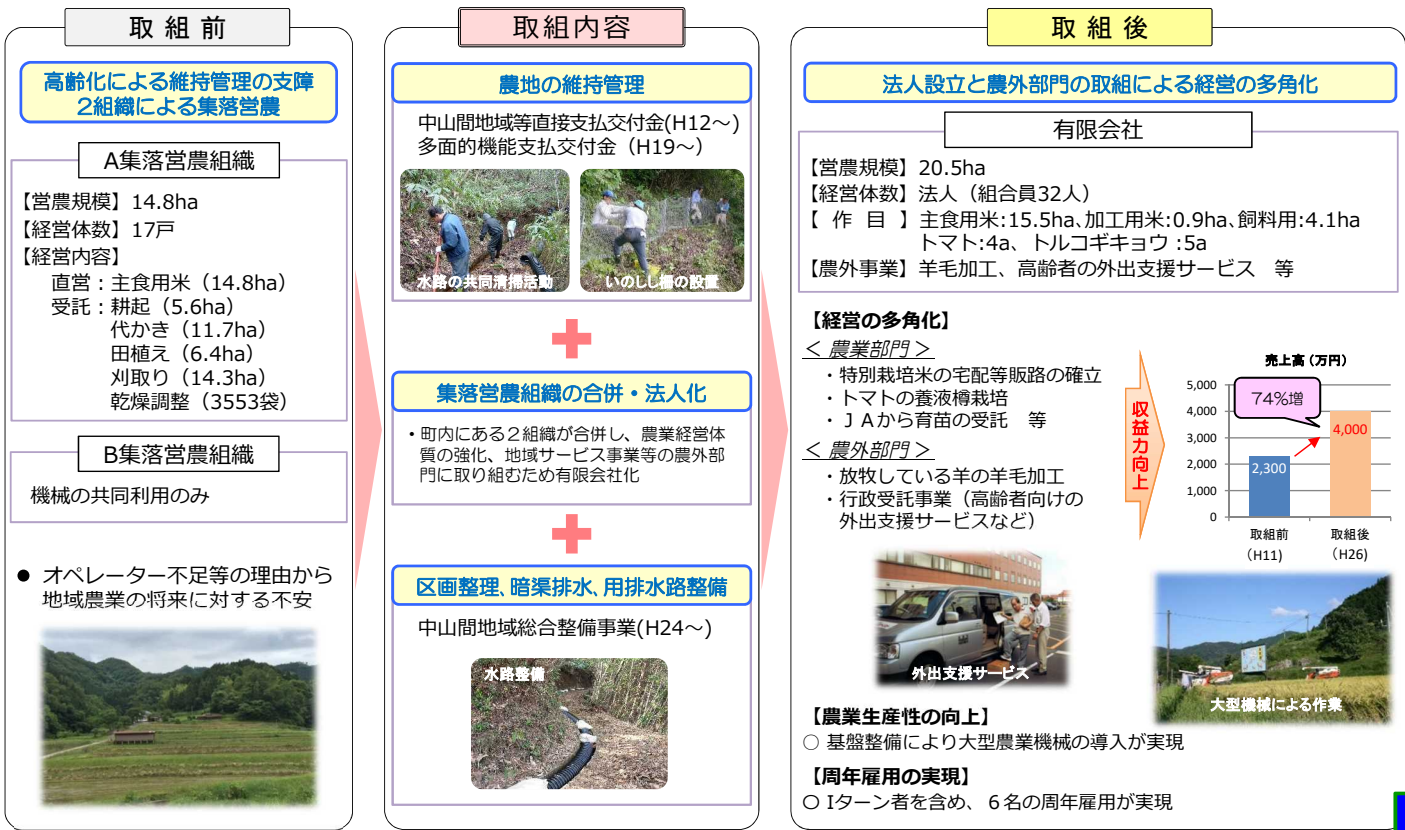 取 組 前
高齢化による維持管理の支障
2組織による集落営農
A集落営農組織
【営農規模】14.8ha
【経営体数】17戸
【経営内容】
直営：主食用米（14.8ha）
受託：耕起（5.6ha）
代かき（11.7ha）
田植え（6.4ha）
刈取り（14.3ha）
乾燥調整（3553袋）
B集落営農組織
機械の共同利用のみ
● オペレーター不足等の理由から
地域農業の将来に対する不安
取組内容
農地の維持管理
中山間地域等直接支払交付金(H12～)
多面的機能支払交付金（H19～）
水路の共同清掃活動
いのしし柵の設置
集落営農組織の合併・法人化
・町内にある２組織が合併し、農業経営体
質の強化、地域サービス事業等の農外部
門に取り組むため有限会社化
区画整理、暗渠排水、用排水路整備
中山間地域総合整備事業(H24～)
水路整備
取 組 後
法人設立と農外部門の取組による経営の多角化
有限会社
【営農規模】20.5ha
【経営体数】法人（組合員32人）
【 作 目 】主食用米:15.5ha、加工用米:0.9ha、飼料用:4.1ha
トマト:4a、トルコギキョウ :5a
【農外事業】羊毛加工、高齢者の外出支援サービス 等
【経営の多角化】
＜ 農業部門 ＞
・特別栽培米の宅配等販路の確立
・トマトの養液樽栽培
・ＪＡから育苗の受託 等
＜ 農外部門 ＞
・放牧している羊の羊毛加工
・行政受託事業（高齢者向けの
外出支援サービスなど）
収益力向上
売上高（万円）
74%増
5,000
4,000
3,000
2,000
1,000
0
2,300
4,000
取組前
（H11）
取組後
（H26）
外出支援サービス
大型機械による作業
【農業生産性の向上】
○ 基盤整備により大型農業機械の導入が実現
【周年雇用の実現】
○ Iターン者を含め、６名の周年雇用が実現